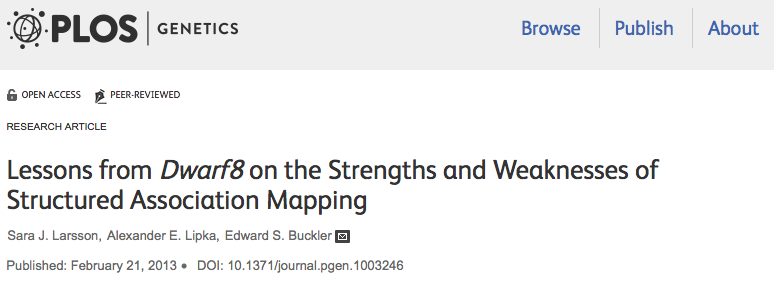 PLOS GENETICS Browse Publish About
OPEN ACCESS PEER-REVIEWED
RESEARCH ARTICLE
Lessons from Dwarf8 on the Strengths and Weaknesses of
Structured Association Mapping
Sara J. Larsson, Alexander E. Lipka, Edward S. Buckler
Published: February 21, 2013 • DOI: 10.1371/journal.pgen.1003246